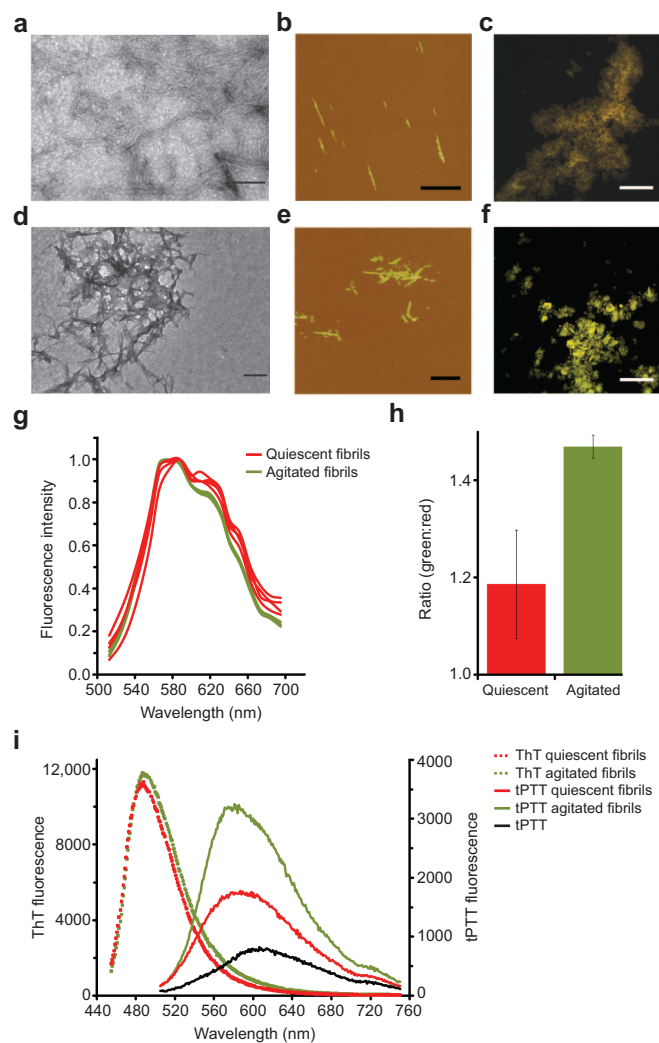 a
b
c
d
e
f
g
h
1.0
0.8
0.6
0.4
0.2
0.0
Fluorescence intensity
500 540 580 620 660 700
Wavelength (nm)
Quiescent fibrils
Agitated fibrils
1.4
1.2
1.0
Ratio (green:red)
Quiescent Agitated
i
12,000
9000
6000
4000
2000
0
ThT fluorescence
4000
3000
2000
1000
0
tPTT fluorescence
440 480 520 560 600 640 680 720 760
Wavelength (nm)
ThT quiescent fibrils
ThT agitated fibrils
tPTT quiescent fibrils
tPTT agitated fibrils
tPTT